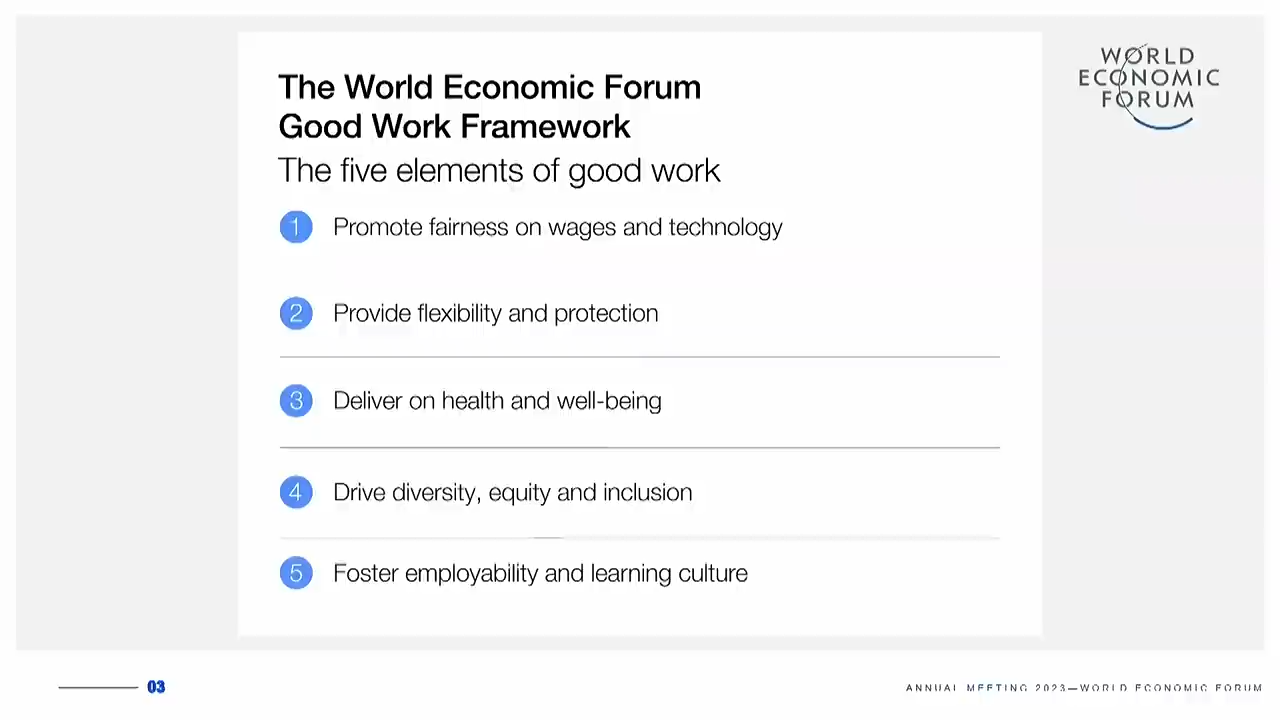 WORLD
ECONOMIC
FORUM
The World Economic Forum
Good Work Framework
The five elements of good work
1 Promote fairness on wages and technology
2 Provide flexibility and protection
3 Deliver on health and well-being
4 Drive diversity, equity and inclusion
5 Foster employability and learning culture
03
ANNUAL MEETING 2023—WORLD ECONOMIC FORUM